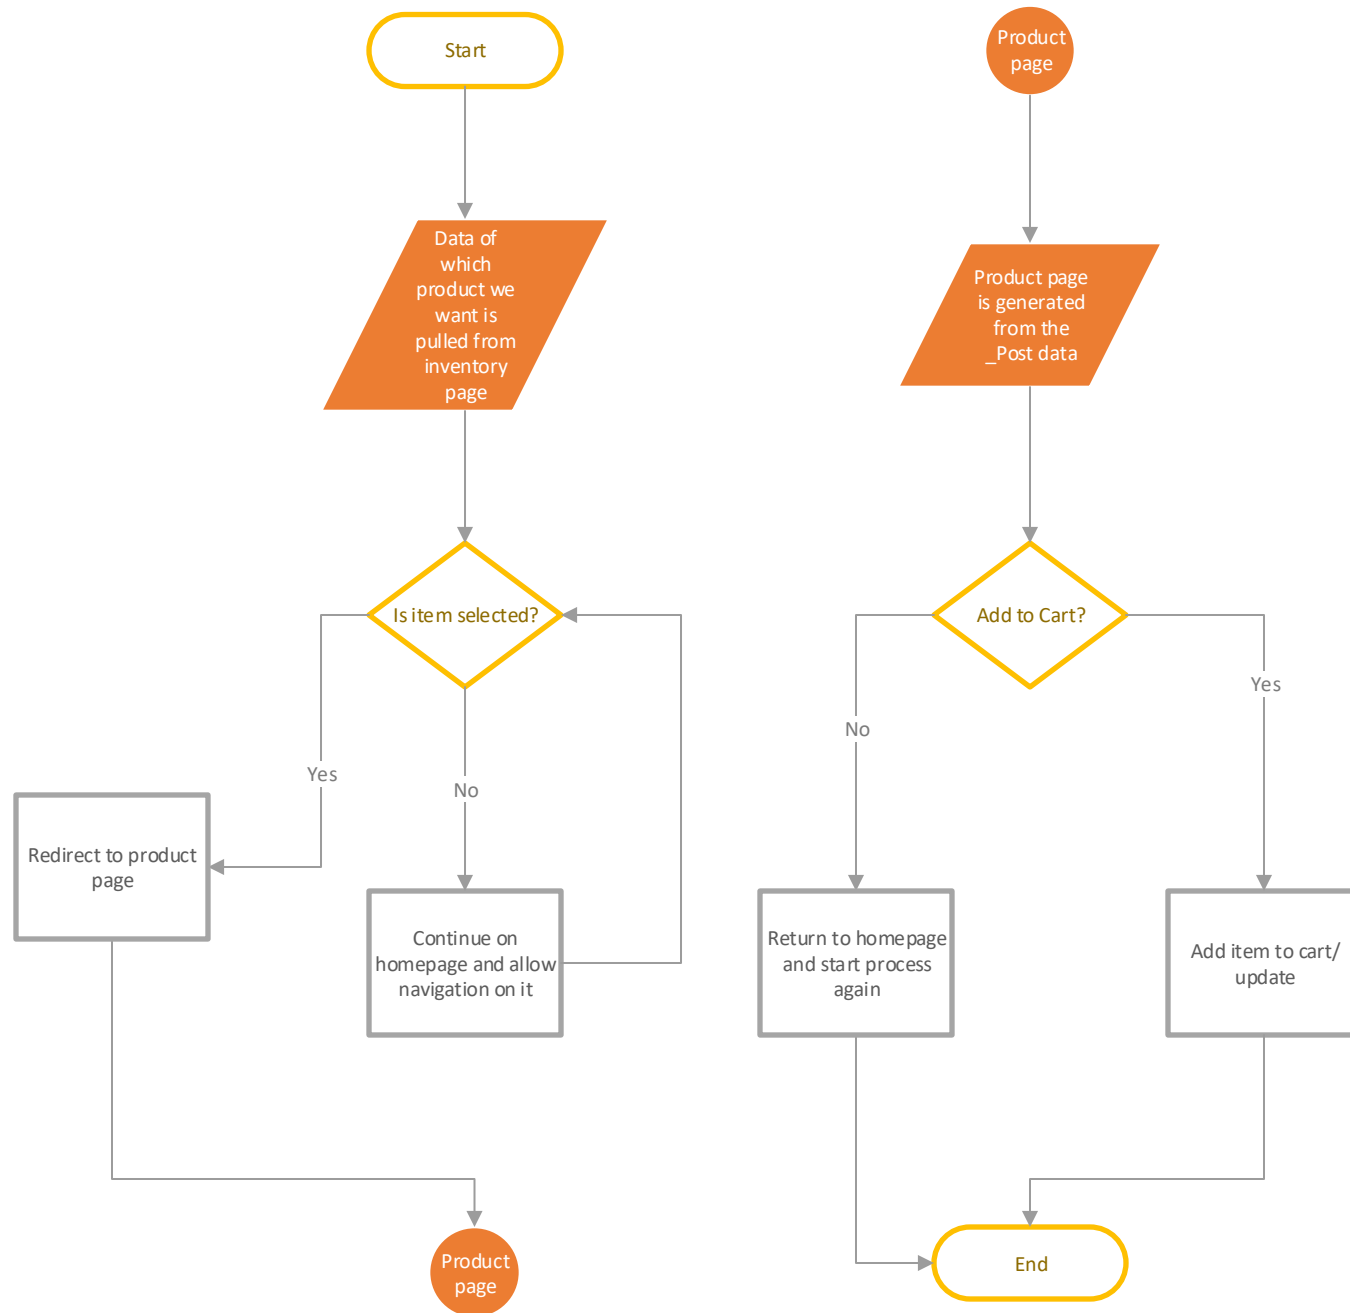 Start
Data of
which
product we
want is
pulled from
inventory
page
Is item selected?
Yes
No
Redirect to product
page
Continue on
homepage and allow
navigation on it
Product
page
Product
page
Product page
is generated
from the
_Post data
Add to Cart?
No
Yes
Return to homepage
and start process
again
Add item to cart/
update
End